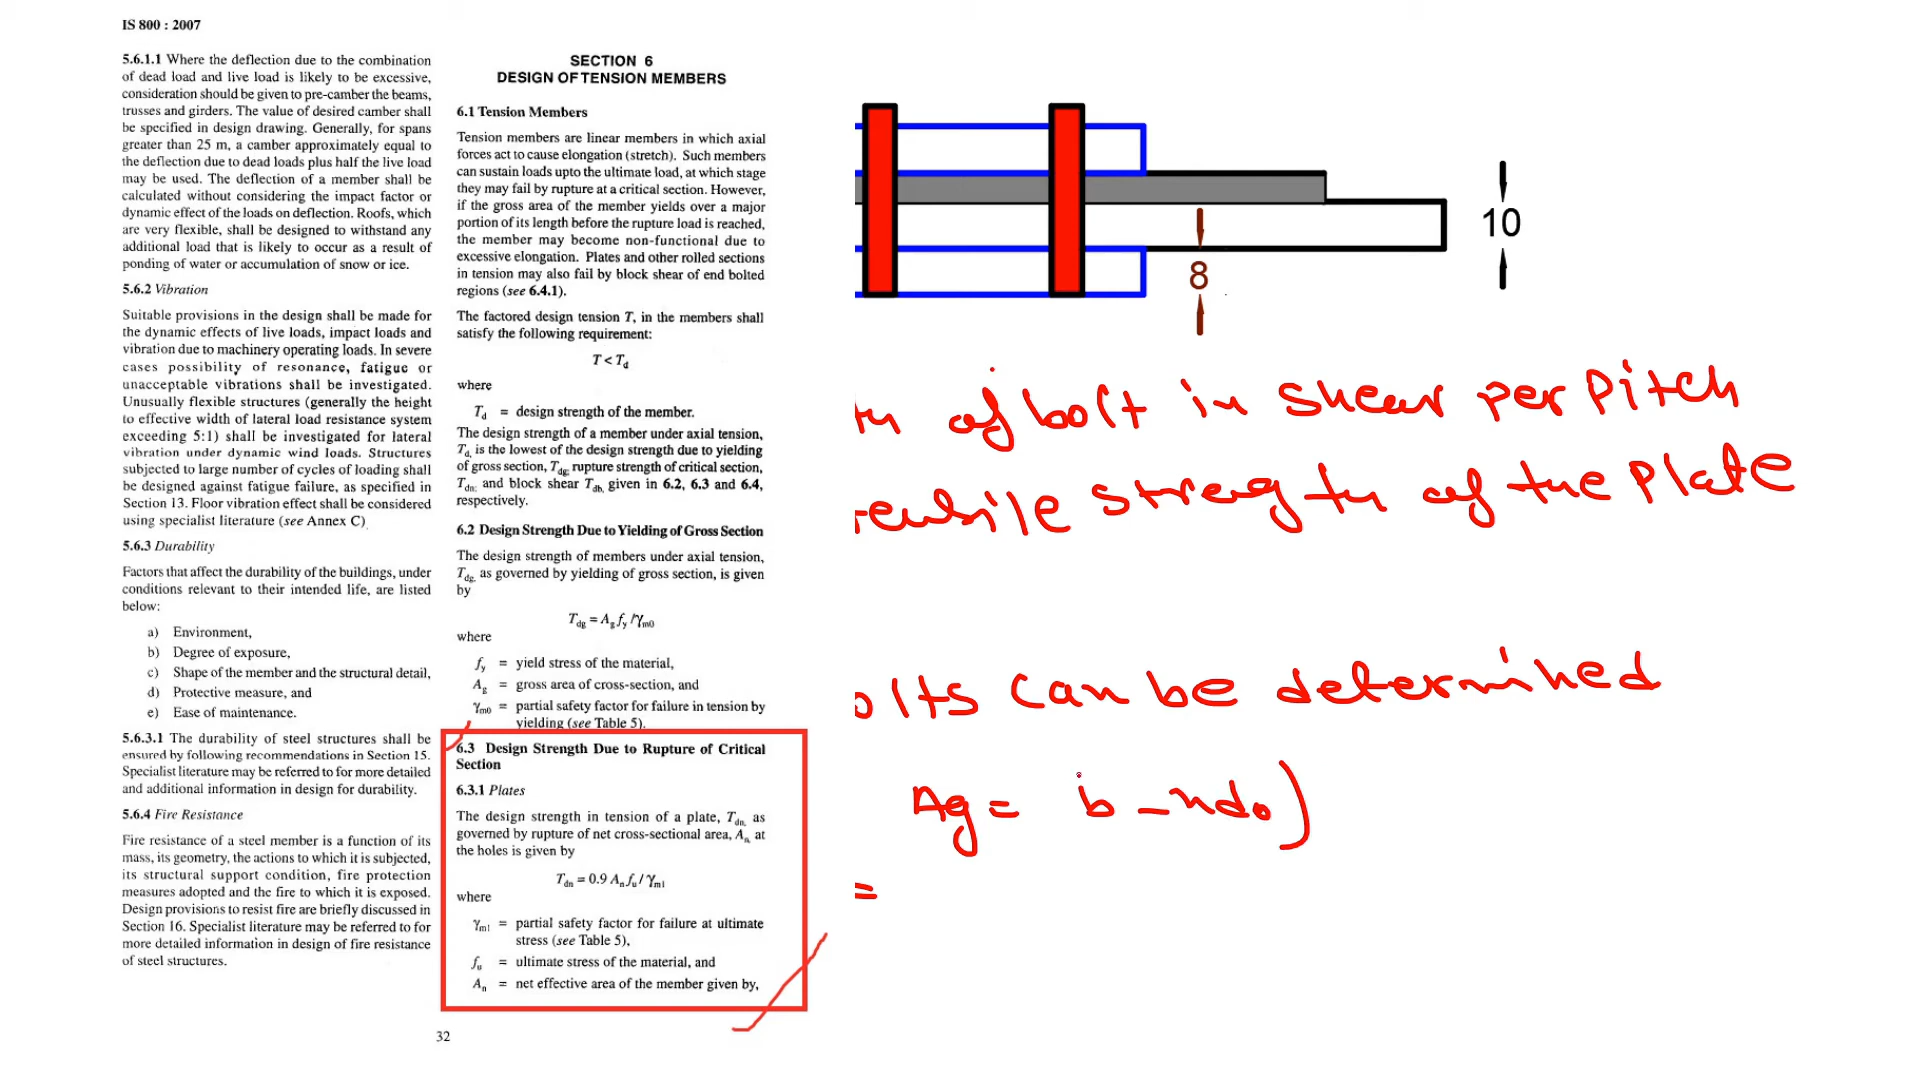 IS 800 : 2007
5.6.1.1 Where the deflection due to the combination
of dead load and live load is likely to be excessive,
consideration should be given to pre-camber the beams,
trusses and girders. The value of desired camber shall
be specified in design drawing. Generally, for spans
greater than 25 m, a camber approximately equal to
the deflection due to dead loads plus half the live load
may be used. The deflection of a member shall be
calculated without considering the impact factor or
dynamic effect of the loads on deflection. Roofs, which
are very flexible, shall be designed to withstand any
additional load that is likely to occur as a result of
ponding of water or accumulation of snow or ice.
5.6.2 Vibration
Suitable provisions in the design shall be made for
the dynamic effects of live loads, impact loads and
vibration due to machinery operating loads. In severe
cases possibility of resonance, fatigue or
unacceptable vibrations shall be investigated.
Unusually flexible structures (generally the height
to effective width of lateral load resistance system
exceeding 5:1) shall be investigated for lateral
vibration under dynamic wind loads. Structures
subjected to large number of cycles of loading shall
be designed against fatigue failure, as specified in
Section 13. Floor vibration effect shall be considered
using specialist literature (see Annex C)
5.6.3 Durability
Factors that affect the durability of the buildings, under
conditions relevant to their intended life, are listed
below:
a) Environment,
b) Degree of exposure,
c) Shape of the member and the structural detail,
d) Protective measure, and
e) Ease of maintenance.
5.6.3.1 The durability of steel structures shall be
ensured by following recommendations in Section 15.
Specialist literature may be referred to for more detailed
and additional information in design for durability.
5.6.4 Fire Resistance
Fire resistance of a steel member is a function of its
mass, its geometry, the actions to which it is subjected,
its structural support condition, fire protection
measures adopted and the fire to which it is exposed.
Design provisions to resist fire are briefly discussed in
Section 16. Specialist literature may be referred to for
more detailed information in design of fire resistance
of steel structures.
SECTION 6
DESIGN OF TENSION MEMBERS
6.1 Tension Members
Tension members are linear members in which axial
forces act to cause elongation (stretch). Such members
can sustain loads upto the ultimate load, at which stage
they may fail by rupture at a critical section. However,
if the gross area of the member yields over a major
portion of its length before the rupture load is reached,
the member may become non-functional due to
excessive elongation. Plates and other rolled sections
in tension may also fail by block shear of end bolted
regions (see 6.4.1).
The factored design tension T, in the members shall
satisfy the following requirement:
T < Td
where
Td = design strength of the member.
The design strength of a member under axial tension,
Td, is the lowest of the design strength due to yielding
of gross section, Tdg; rupture strength of critical section,
Tdn; and block shear Tdb, given in 6.2, 6.3 and 6.4,
respectively.
6.2 Design Strength Due to Yielding of Gross Section
The design strength of members under axial tension,
Tdg, as governed by yielding of gross section, is given
by
Tdg = Ag fy /γm0
where
fy = yield stress of the material,
Ag = gross area of cross-section, and
γm0 = partial safety factor for failure in tension by
yielding (see Table 5).
6.3 Design Strength Due to Rupture of Critical
Section
6.3.1 Plates
The design strength in tension of a plate, Tdn, as
governed by rupture of net cross-sectional area, An, at
the holes is given by
Tdn = 0.9 An fu / γm1
where
γm1 = partial safety factor for failure at ultimate
stress (see Table 5),
fu = ultimate stress of the material, and
An = net effective area of the member given by,
32
10
8
of bolt in shear per pitch
strength of the plate
can be determined
Ag = b - nd0)
=